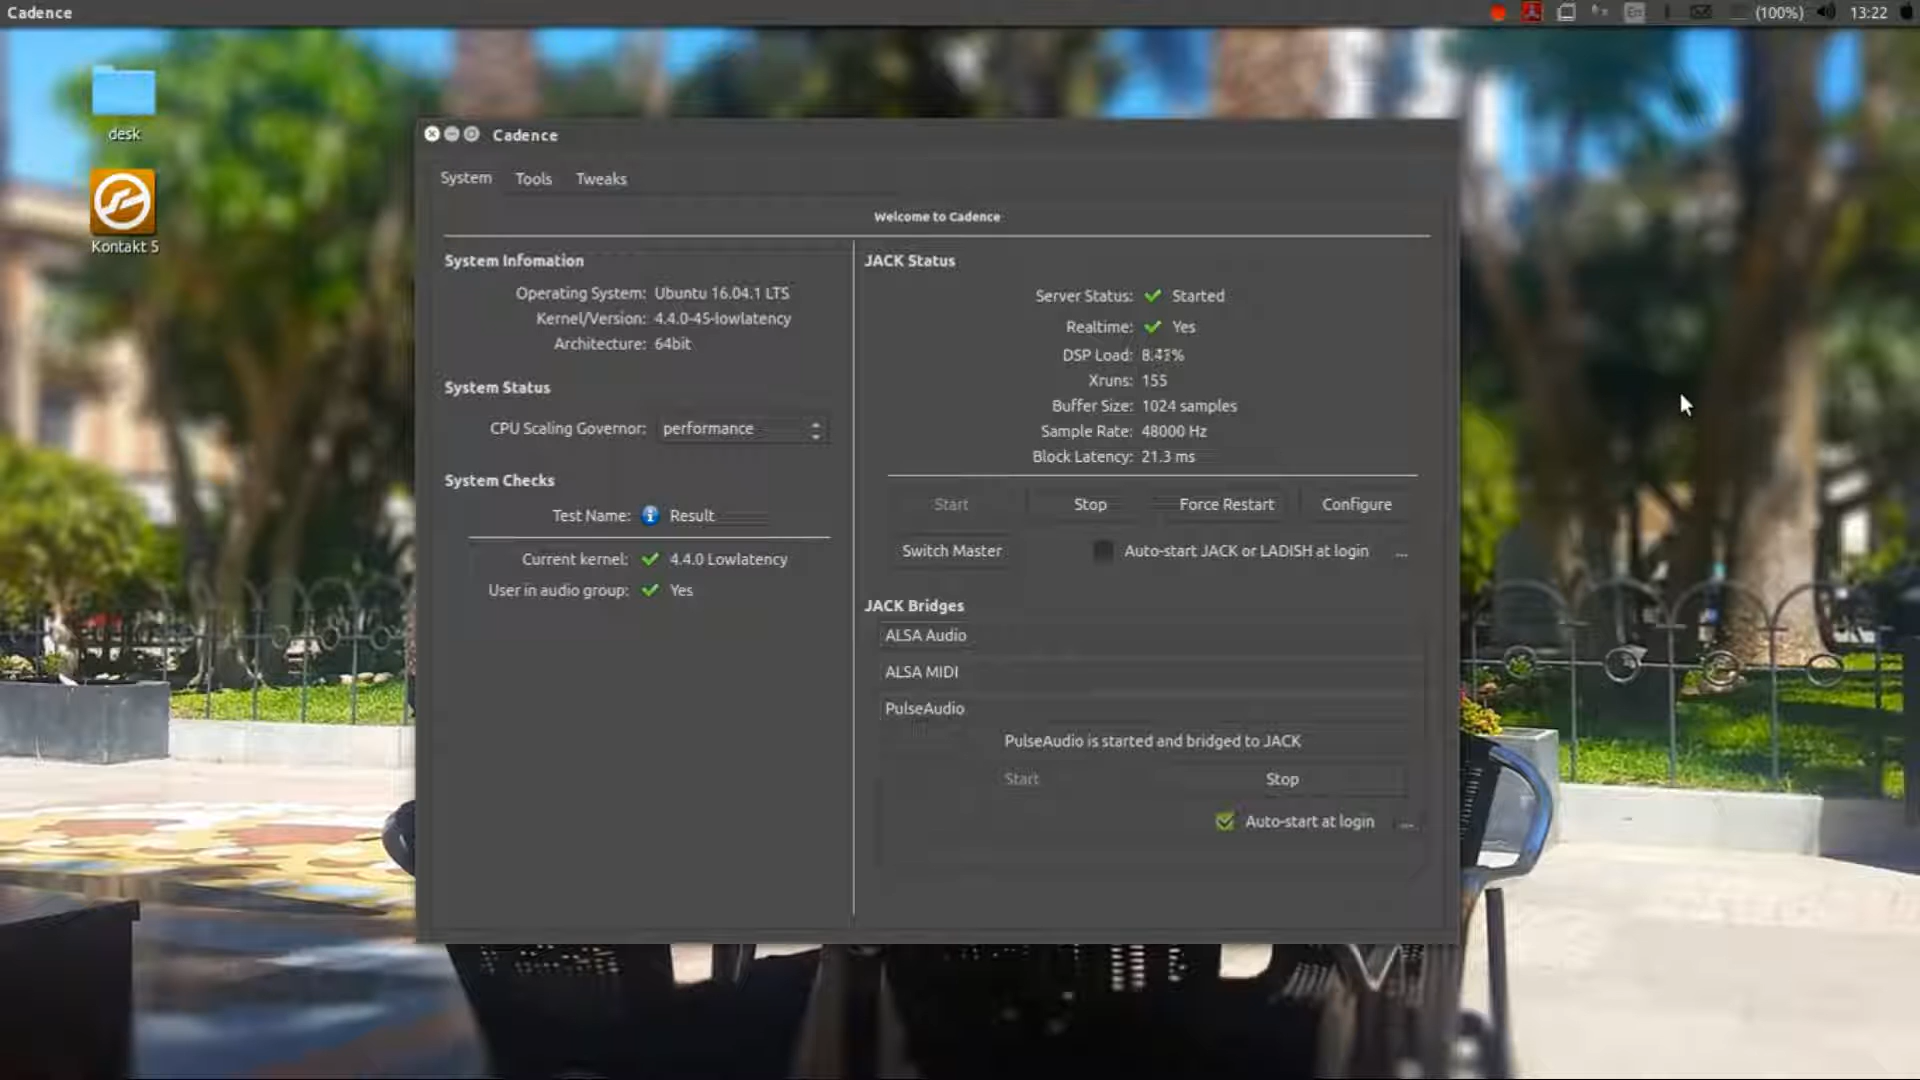 Cadence
(100%) 13:22
desk
Kontakt 5
Cadence
System Tools Tweaks
Welcome to Cadence
System Infomation
Operating System: Ubuntu 16.04.1 LTS
Kernel/Version: 4.4.0-45-lowlatency
Architecture: 64bit
System Status
CPU Scaling Governor: performance
System Checks
Test Name: Result
Current kernel: 4.4.0 Lowlatency
User in audio group: Yes
JACK Status
Server Status: Started
Realtime: Yes
DSP Load:
Xruns: 155
Buffer Size: 1024 samples
Sample Rate: 48000 Hz
Block Latency: 21.3 ms
Start Stop Force Restart Configure
Switch Master Auto-start JACK or LADISH at login ...
JACK Bridges
ALSA Audio
ALSA MIDI
PulseAudio
PulseAudio is started and bridged to JACK
Start Stop
Auto-start at login ...